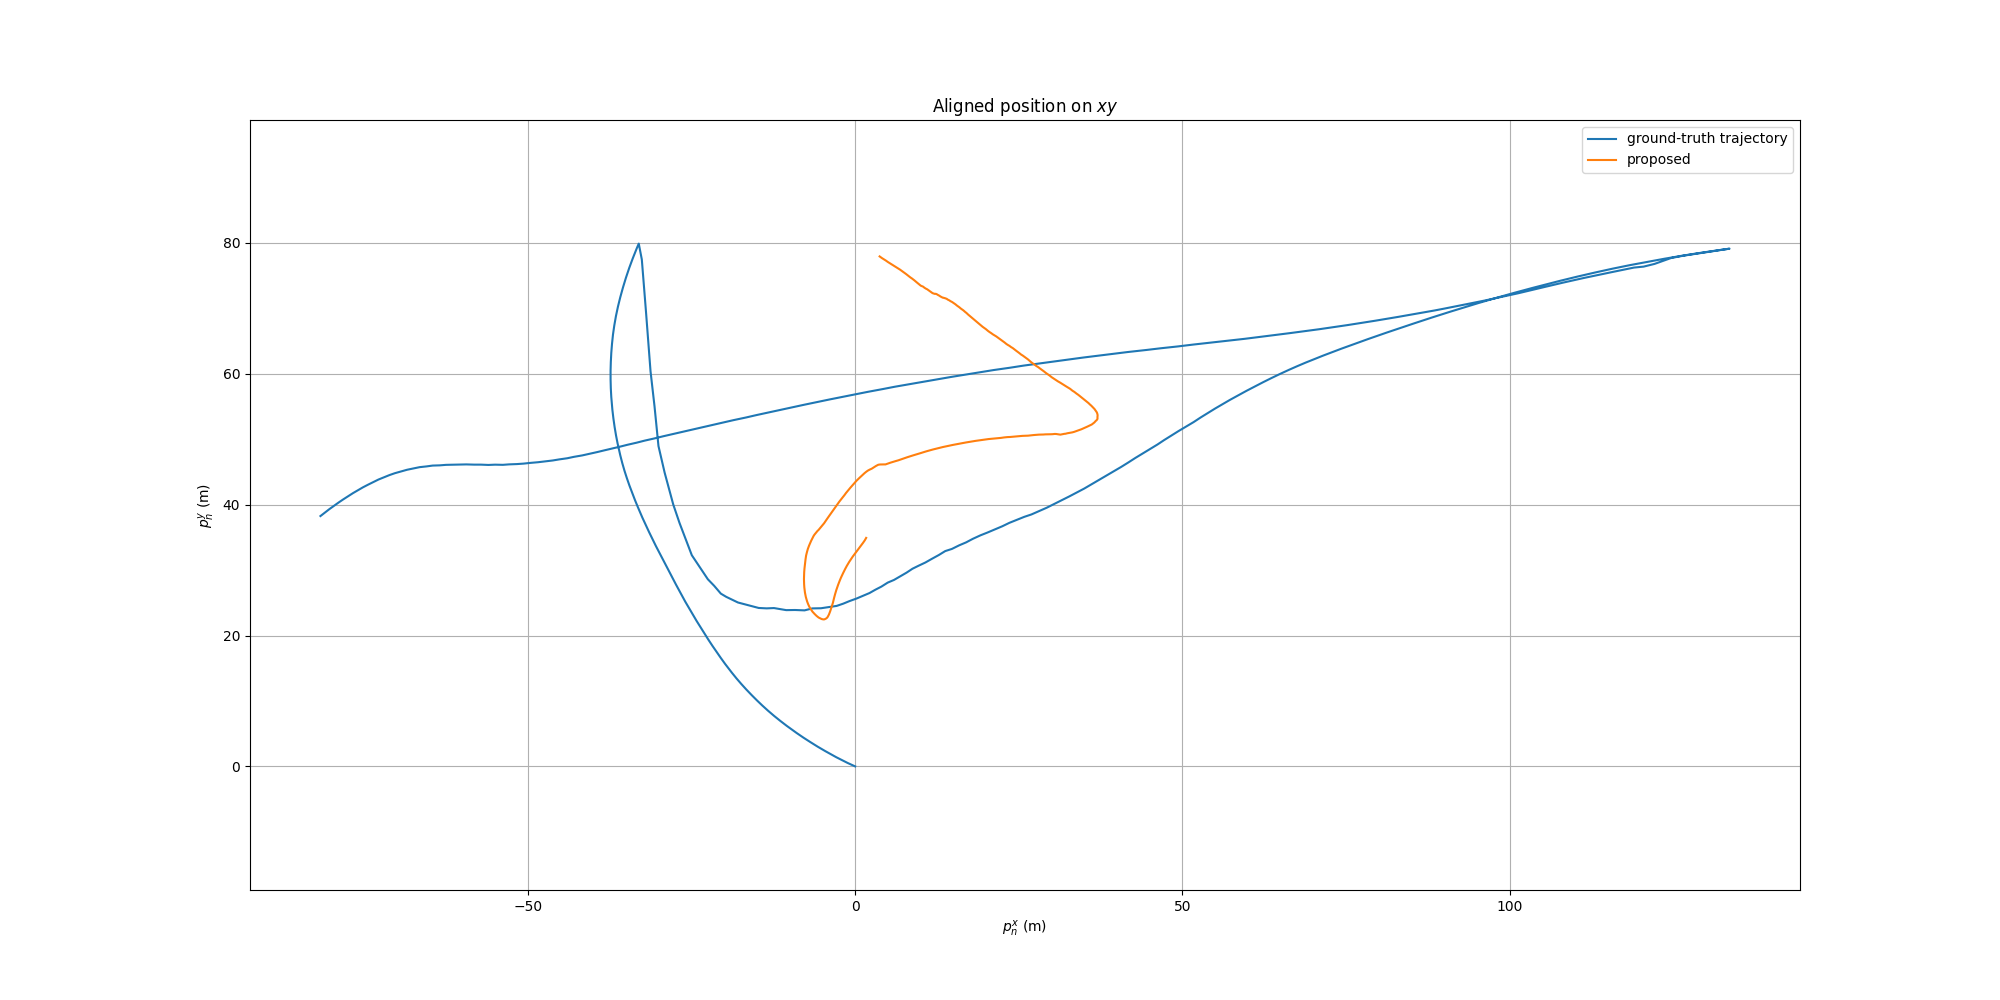 Aligned position on xy
ground-truth trajectory
proposed
80
60
40
20
0
p_n^y (m)
−50
0
50
100
p_n^x (m)